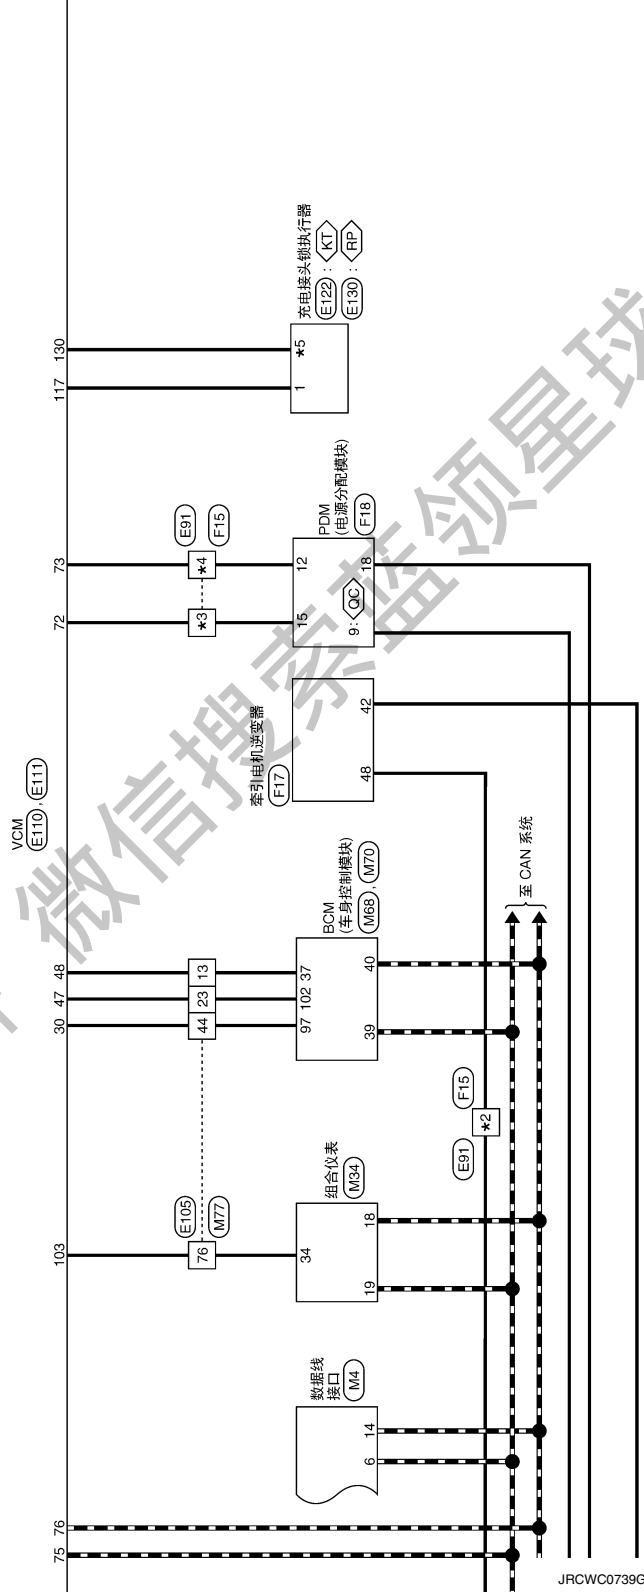 VCM
E110 , E111
75 76 103 30 47 48 72 73 117 130
E105
M77
76 44 23 13
E91
F15
*3 *4
数据线
接口
M4
6 14
组合仪表
M34
34
19 18
BCM
(车身控制模块)
M68 , M70
97 102 37
39 40
牵引电机逆变器
F17
48 42
PDM
(电源分配模块)
F18
15 12
9: QC 18
充电接头锁执行器
E122 : KT
E130 : RP
1 *5
E91 *2 F15
至 CAN 系统
JRCWC0739G
微信搜索蓝领星球